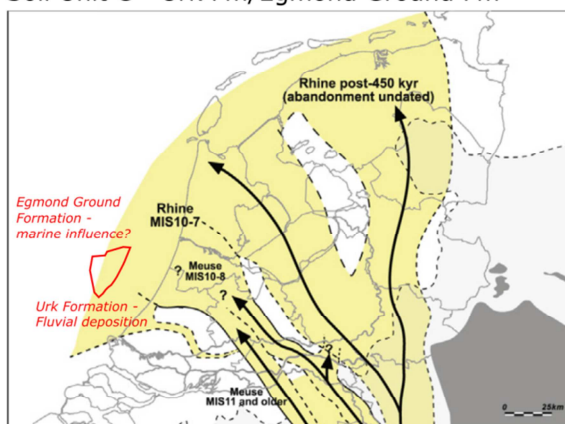 Soil Unit C - Urk Fm/Egmond Ground Fm
Rhine post-450 kyr
(abandonment undated)
Egmond Ground
Formation -
marine influence?
Rhine
MIS10-7
?
Meuse
MIS10-8
?
Urk Formation -
Fluvial deposition
?
Meuse
MIS11 and older
0
25km